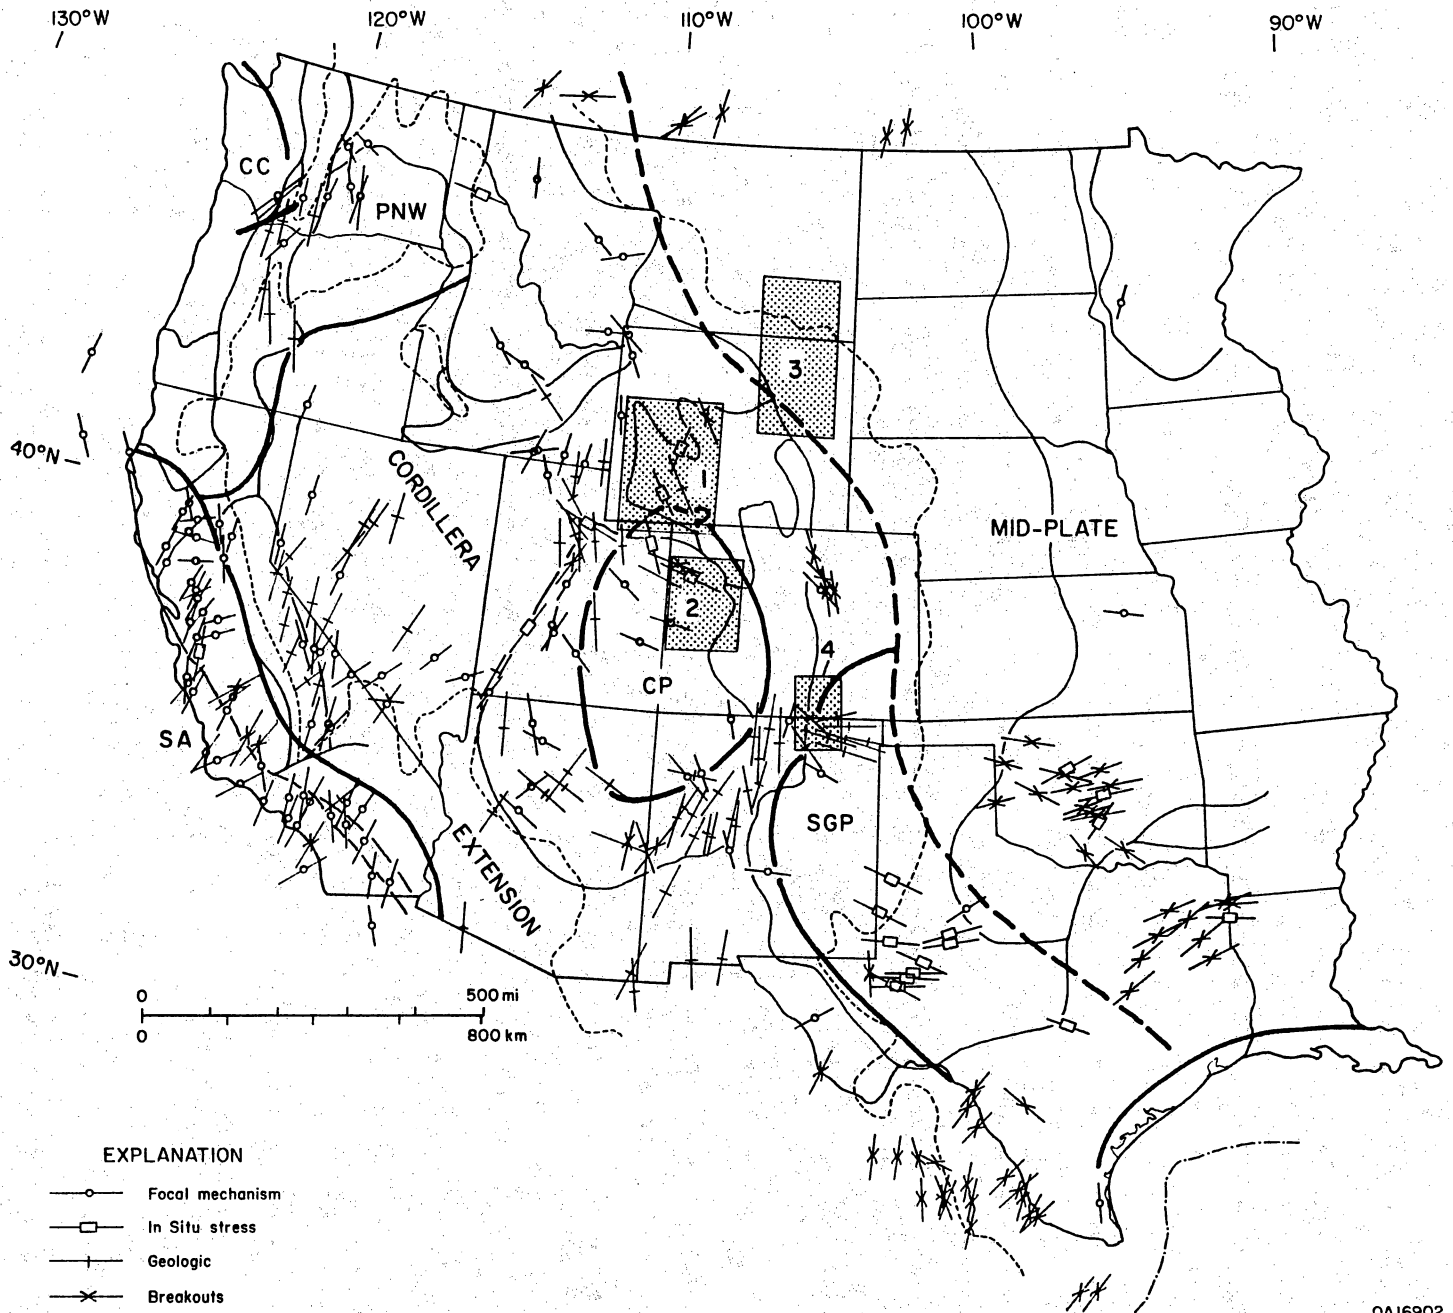 130°W
120°W
110°W
100°W
90°W
CC
PNW
3
40°N
CORDILLERA
1
MID-PLATE
2
4
CP
SA
SGP
EXTENSION
30°N
0 500 mi
0 800 km
EXPLANATION
Focal mechanism
In Situ stress
Geologic
Breakouts